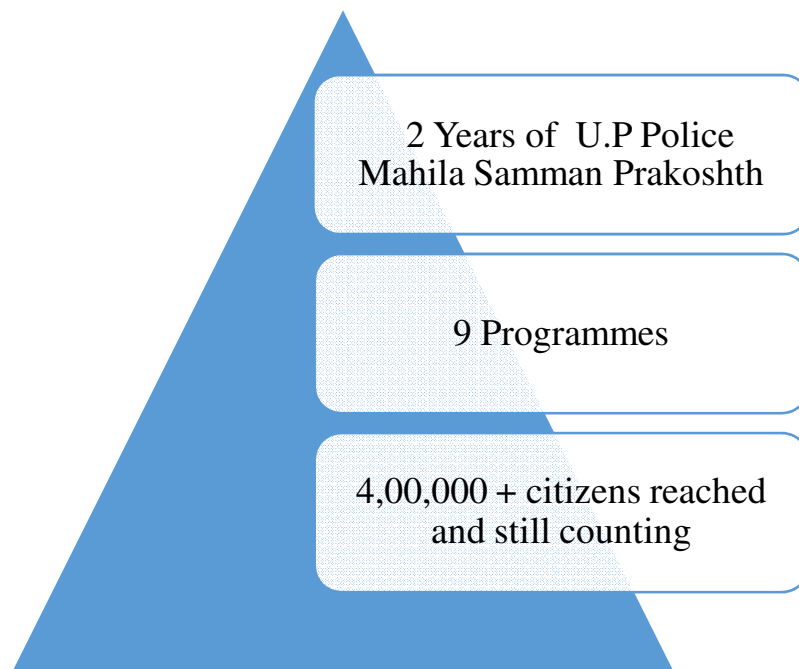 2 Years of U.P Police
Mahila Samman Prakoshth
9 Programmes
4,00,000 + citizens reached
and still counting